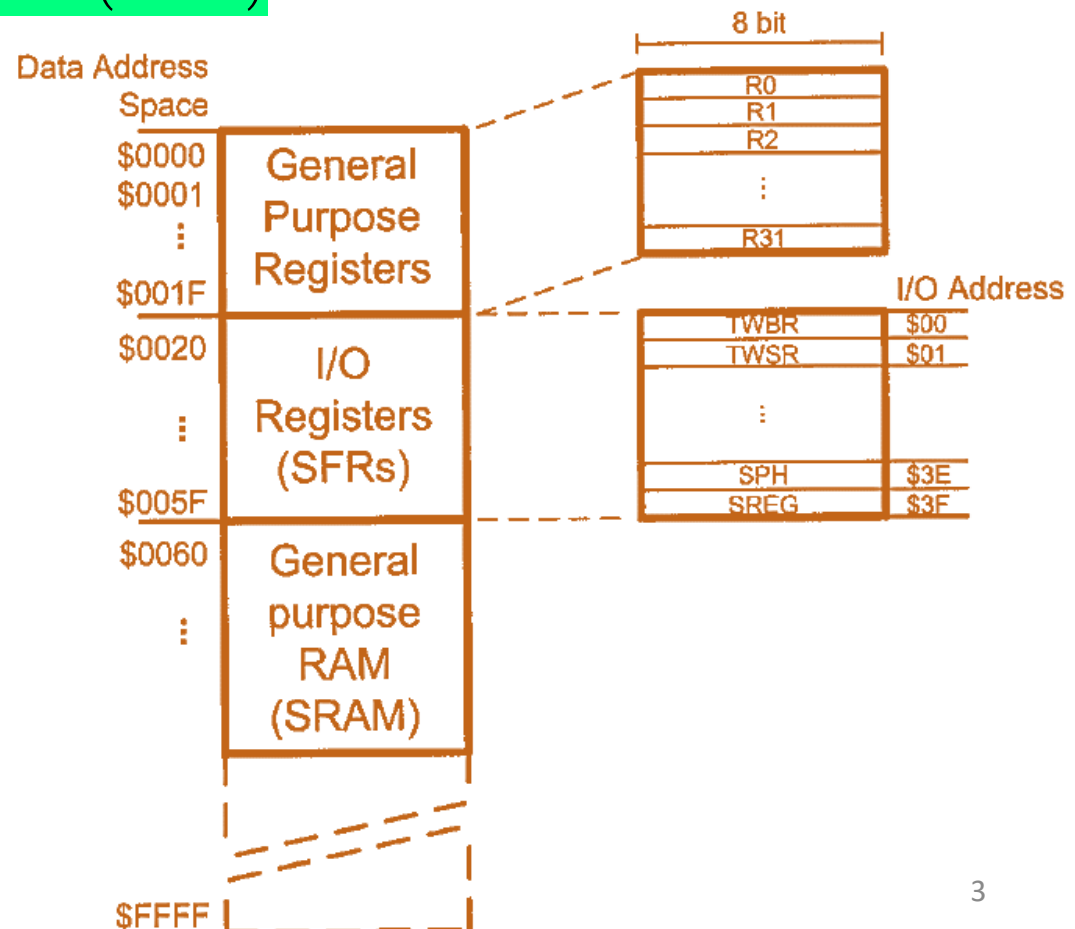 8 bit
Data Address
Space
$0000
$0001
⋮
$001F
$0020
⋮
$005F
$0060
⋮
$FFFF
General
Purpose
Registers
I/O
Registers
(SFRs)
General
purpose
RAM
(SRAM)
R0
R1
R2
⋮
R31
I/O Address
TWBR $00
TWSR $01
⋮
SPH $3E
SREG $3F
3